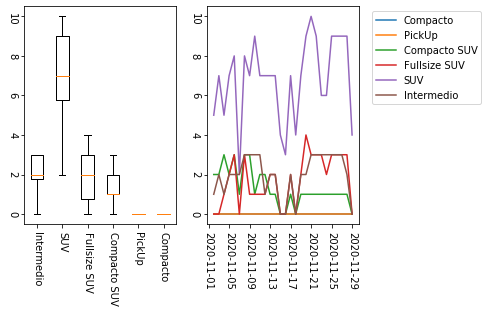 10
8
6
4
2
0
Intermedio
SUV
Fullsize SUV
Compacto SUV
PickUp
Compacto
10
8
6
4
2
0
2020-11-01
2020-11-05
2020-11-09
2020-11-13
2020-11-17
2020-11-21
2020-11-25
2020-11-29
Compacto
PickUp
Compacto SUV
Fullsize SUV
SUV
Intermedio